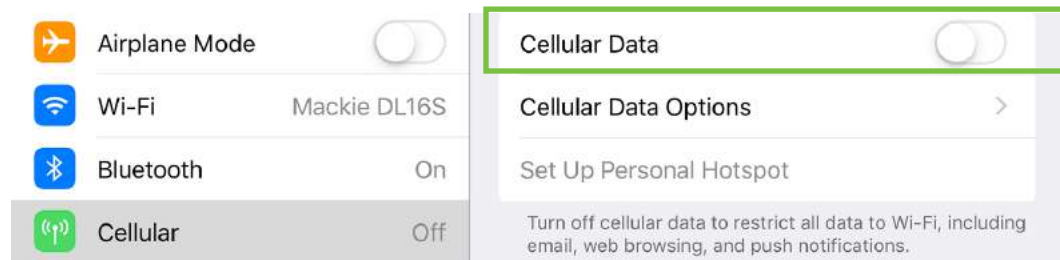 Airplane Mode
Wi-Fi Mackie DL16S
Bluetooth On
Cellular Off
Cellular Data
Cellular Data Options
Set Up Personal Hotspot
Turn off cellular data to restrict all data to Wi-Fi, including
email, web browsing, and push notifications.